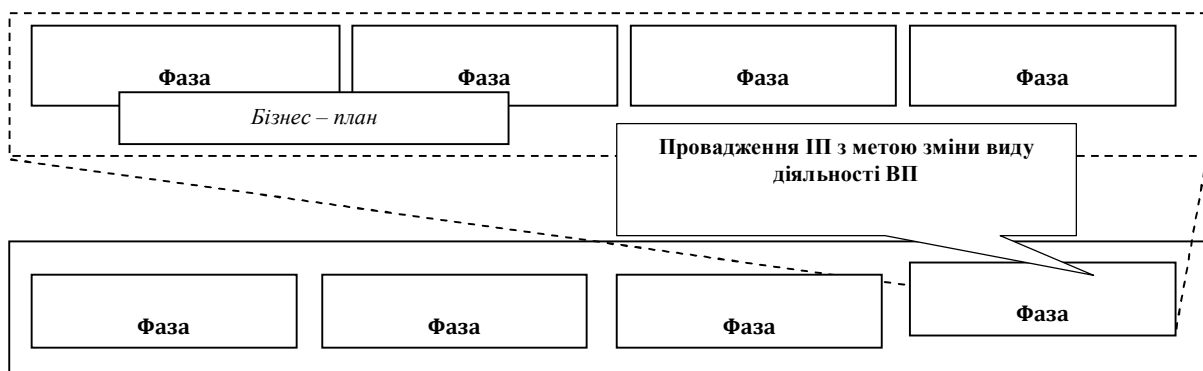 Фаза Фаза Фаза Фаза
Бізнес – план
Провадження ІП з метою зміни виду
діяльності ВП
Фаза Фаза Фаза Фаза